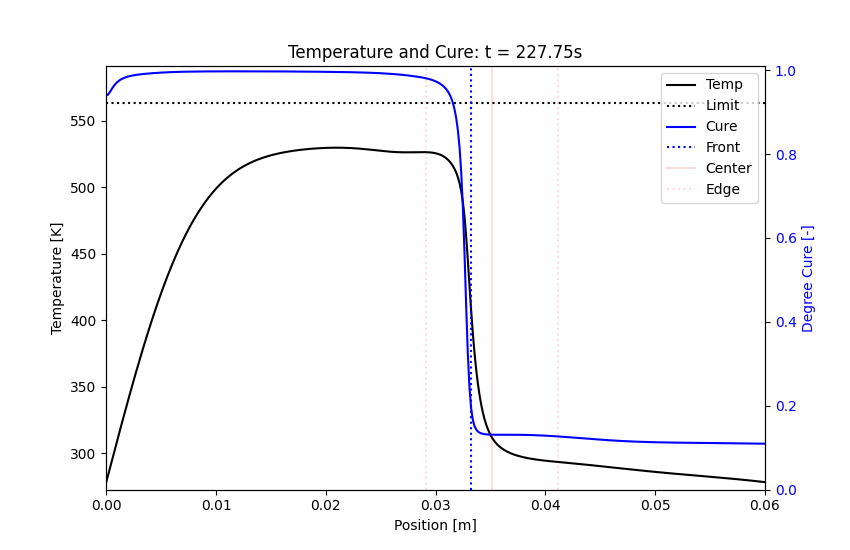 Temperature and Cure: t = 227.75s
Temp
Limit
Cure
Front
Center
Edge
Temperature [K]
550
500
450
400
350
300
1.0
0.8
0.6
0.4
0.2
0.0
Degree Cure [-]
0.00 0.01 0.02 0.03 0.04 0.05 0.06
Position [m]